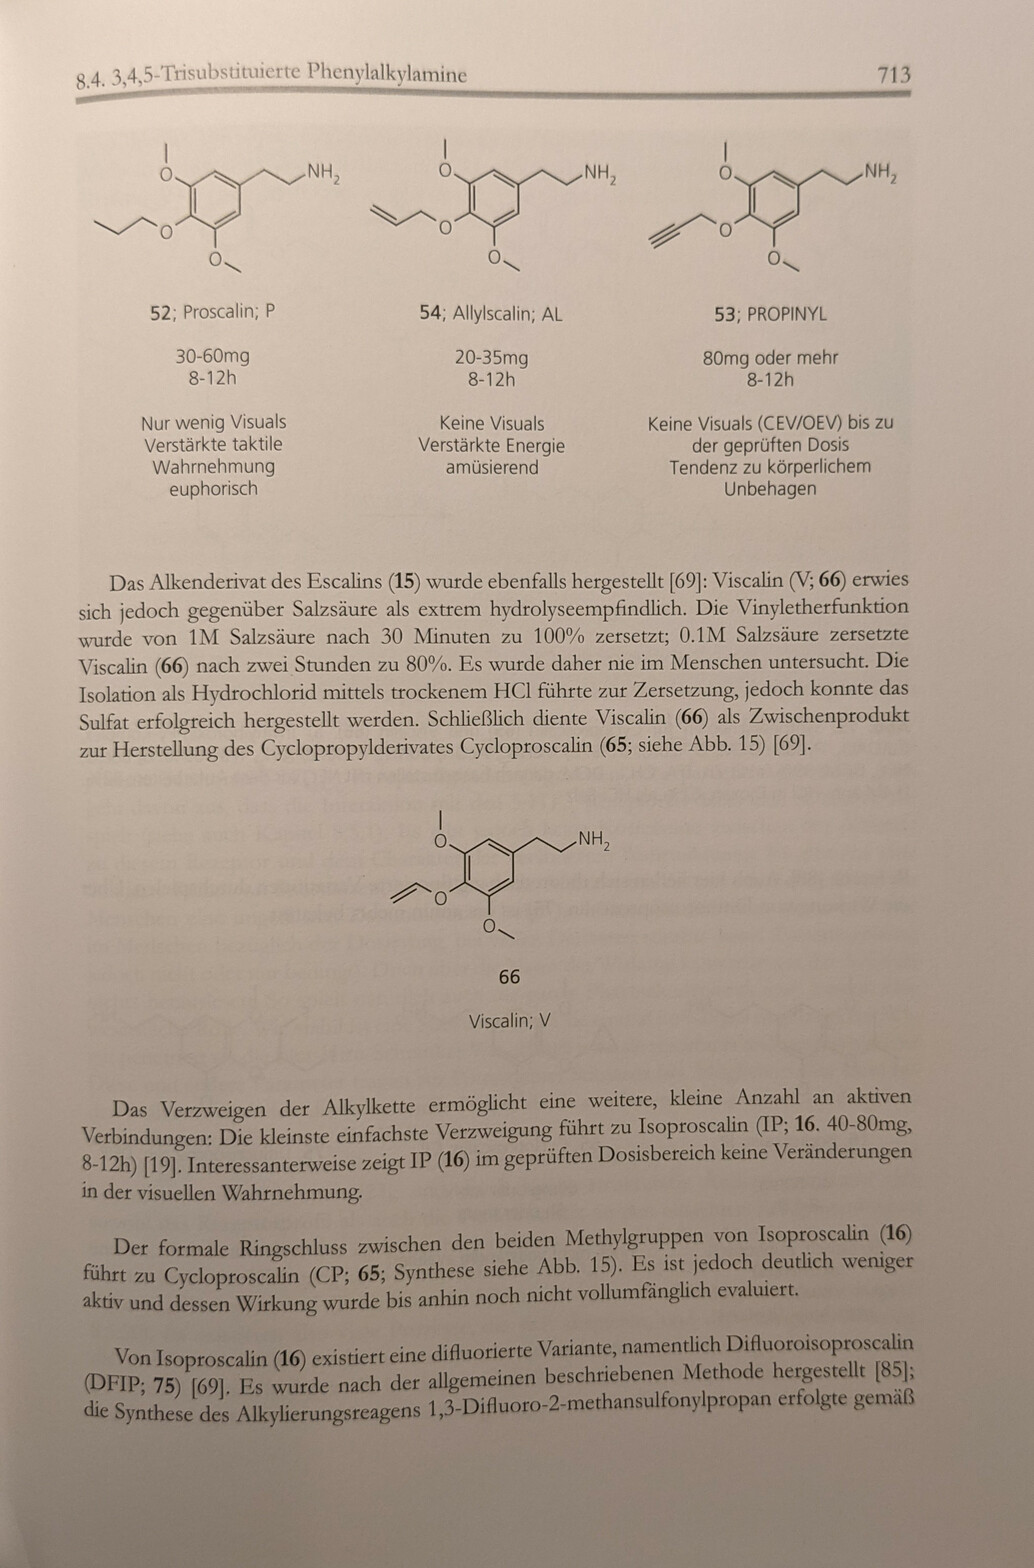 8.4. 3,4,5-Trisubstituierte Phenylalkylamine 713
O NH2 O O
O NH2 O O
O NH2 O O
52; Proscalin; P
30-60mg
8-12h
Nur wenig Visuals
Verstärkte taktile
Wahrnehmung
euphorisch
54; Allylscalin; AL
20-35mg
8-12h
Keine Visuals
Verstärkte Energie
amüsierend
53; PROPINYL
80mg oder mehr
8-12h
Keine Visuals (CEV/OEV) bis zu
der geprüften Dosis
Tendenz zu körperlichem
Unbehagen
Das Alkenderivat des Escalins (15) wurde ebenfalls hergestellt [69]: Viscalin (V; 66) erwies
sich jedoch gegenüber Salzsäure als extrem hydrolyseempfindlich. Die Vinyletherfunktion
wurde von 1M Salzsäure nach 30 Minuten zu 100% zersetzt; 0.1M Salzsäure zersetzte
Viscalin (66) nach zwei Stunden zu 80%. Es wurde daher nie im Menschen untersucht. Die
Isolation als Hydrochlorid mittels trockenem HCl führte zur Zersetzung, jedoch konnte das
Sulfat erfolgreich hergestellt werden. Schließlich diente Viscalin (66) als Zwischenprodukt
zur Herstellung des Cyclopropylderivates Cycloproscalin (65; siehe Abb. 15) [69].
O NH2 O O
66
Viscalin; V
Das Verzweigen der Alkylkette ermöglicht eine weitere, kleine Anzahl an aktiven
Verbindungen: Die kleinste einfachste Verzweigung führt zu Isoproscalin (IP; 16. 40-80mg,
8-12h) [19]. Interessanterweise zeigt IP (16) im geprüften Dosisbereich keine Veränderungen
in der visuellen Wahrnehmung.
Der formale Ringschluss zwischen den beiden Methylgruppen von Isoproscalin (16)
führt zu Cycloproscalin (CP; 65; Synthese siehe Abb. 15). Es ist jedoch deutlich weniger
aktiv und dessen Wirkung wurde bis anhin noch nicht vollumfänglich evaluiert.
Von Isoproscalin (16) existiert eine difluorierte Variante, namentlich Difluoroisoproscalin
(DFIP; 75) [69]. Es wurde nach der allgemeinen beschriebenen Methode hergestellt [85];
die Synthese des Alkylierungsreagens 1,3-Difluoro-2-methansulfonylpropan erfolgte gemäß